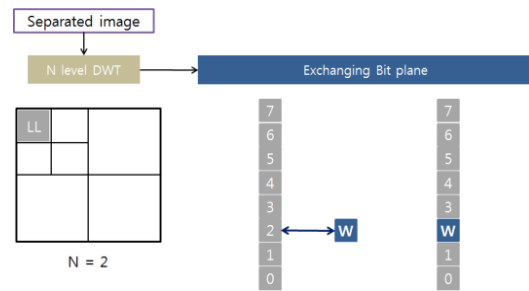 Separated image
N level DWT
Exchanging Bit plane
LL
N = 2
7
6
5
4
3
2
1
0
W
7
6
5
4
3
W
1
0